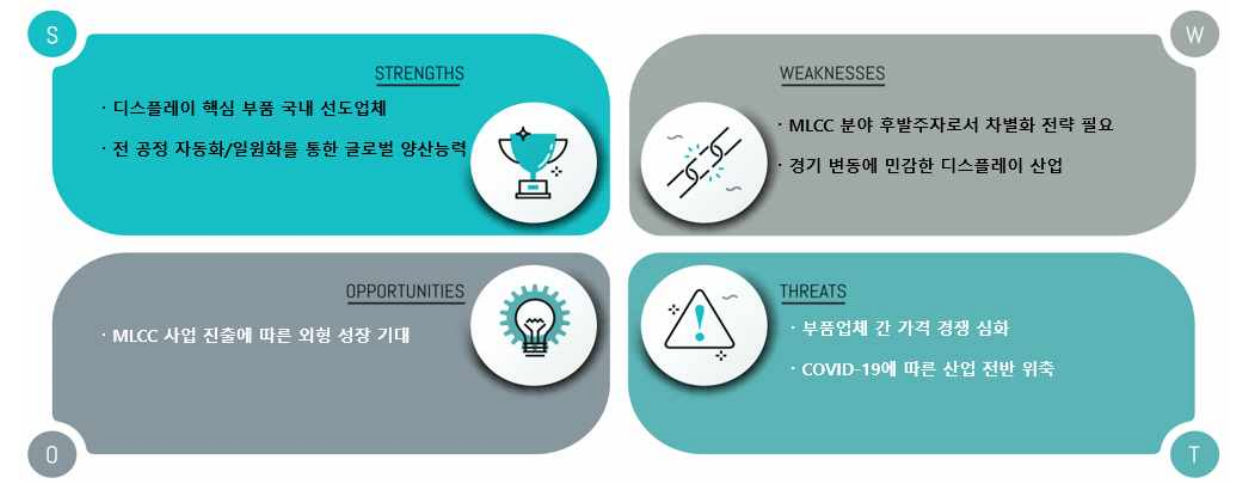 S
STRENGTHS
· 디스플레이 핵심 부품 국내 선도업체
· 전 공정 자동화/일원화를 통한 글로벌 양산능력
W
WEAKNESSES
· MLCC 분야 후발주자로서 차별화 전략 필요
· 경기 변동에 민감한 디스플레이 산업
O
OPPORTUNITIES
· MLCC 사업 진출에 따른 외형 성장 기대
T
THREATS
· 부품업체 간 가격 경쟁 심화
· COVID-19에 따른 산업 전반 위축